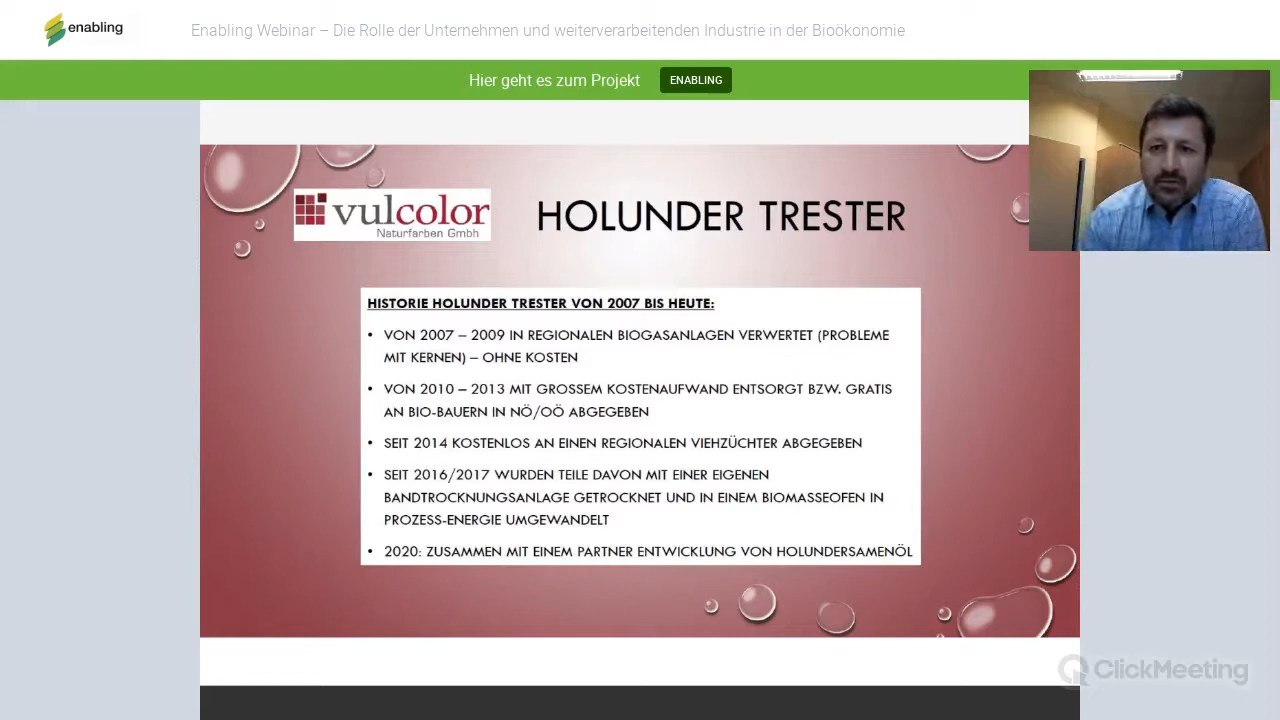 enabling
Enabling Webinar – Die Rolle der Unternehmen und weiterverarbeitenden Industrie in der Bioökonomie
Hier geht es zum Projekt ENABLING
vulcolor
Naturfarben Gmbh
HOLUNDER TRESTER
HISTORIE HOLUNDER TRESTER VON 2007 BIS HEUTE:
• VON 2007 – 2009 IN REGIONALEN BIOGASANLAGEN VERWERTET (PROBLEME
MIT KERNEN) – OHNE KOSTEN
• VON 2010 – 2013 MIT GROSSEM KOSTENAUFWAND ENTSORGT BZW. GRATIS
AN BIO-BAUERN IN NÖ/OÖ ABGEGEBEN
• SEIT 2014 KOSTENLOS AN EINEN REGIONALEN VIEHZÜCHTER ABGEGEBEN
• SEIT 2016/2017 WURDEN TEILE DAVON MIT EINER EIGENEN
BANDTROCKNUNGSANLAGE GETROCKNET UND IN EINEM BIOMASSEOFEN IN
PROZESS-ENERGIE UMGEWANDELT
• 2020: ZUSAMMEN MIT EINEM PARTNER ENTWICKLUNG VON HOLUNDERSAMENÖL
ClickMeeting